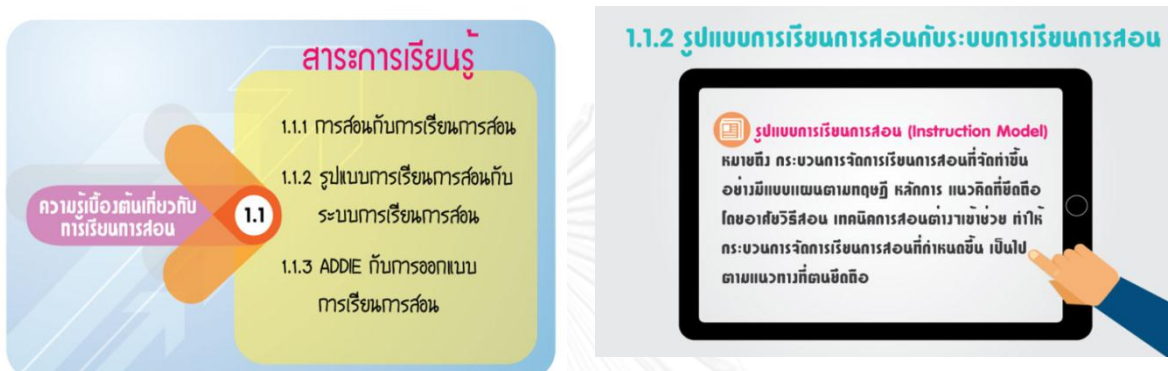 สาระการเรียนรู้
1.1.1 การสอนกับการเรียนการสอน
1.1.2 รูปแบบการเรียนการสอนกับ
ระบบการเรียนการสอน
1.1.3 ADDIE กับการออกแบบ
การเรียนการสอน
ความรู้เบื้องต้นเกี่ยวกับ
การเรียนการสอน
1.1
1.1.2 รูปแบบการเรียนการสอนกับระบบการเรียนการสอน
รูปแบบการเรียนการสอน (Instruction Model)
หมายถึง กระบวนการจัดการเรียนการสอนที่จัดทำขึ้น
อย่างมีแบบแผนตามทฤษฎี หลักการ แนวคิดที่ยึดถือ
โดยอาศัยวิธีสอน เทคนิคการสอนต่างๆเข้าช่วย ทำให้
กระบวนการจัดการเรียนการสอนที่กำหนดขึ้น เป็นไป
ตามแนวทางที่ตนยึดถือ